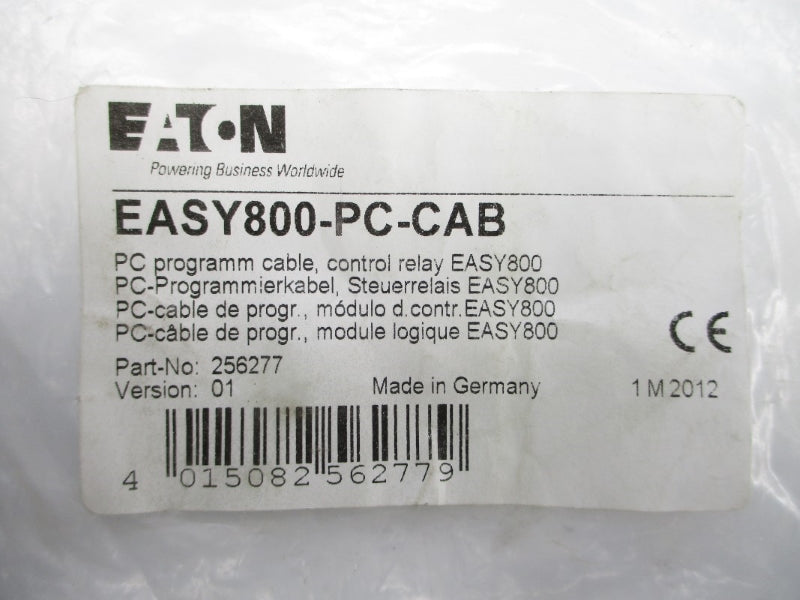 EATON
Powering Business Worldwide
EASY800-PC-CAB
PC programm cable, control relay EASY800
PC-Programmierkabel, Steuerrelais EASY800
PC-cable de progr., módulo d.contr.EASY800
PC-câble de progr., module logique EASY800
CE
Part-No: 256277
Version: 01 Made in Germany 1 M 2012
4 015082 562779